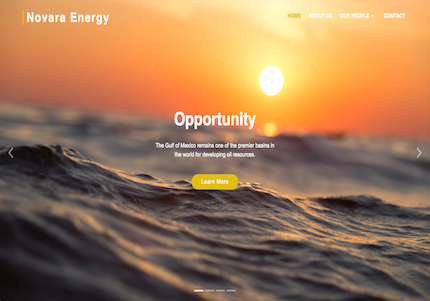 Novara Energy
HOME ABOUT US OUR PEOPLE CONTACT
Opportunity
The Gulf of Mexico remains one of the premier basins in
the world for developing oil resources.
Learn More